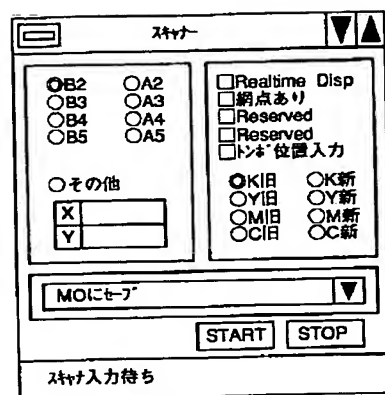 スキャナー
○B2 ○A2
○B3 ○A3
○B4 ○A4
○B5 ○A5
○その他
X
Y
□Realtime Disp
□網点あり
□Reserved
□Reserved
□トンボ位置入力
○K旧 ○K新
○Y旧 ○Y新
○M旧 ○M新
○C旧 ○C新
MOにセーブ
START STOP
スキャナ入力待ち